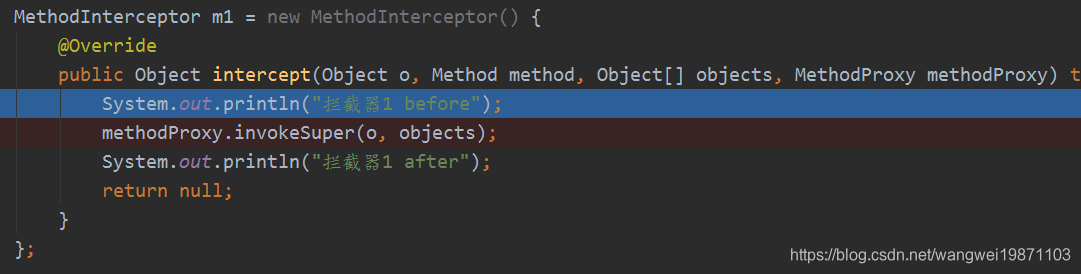 MethodInterceptor m1 = new MethodInterceptor() {
@Override
public Object intercept(Object o, Method method, Object[] objects, MethodProxy methodProxy) t
System.out.println("拦截器1 before");
methodProxy.invokeSuper(o, objects);
System.out.println("拦截器1 after");
return null;
}
};
https://blog.csdn.net/wangwei19871103